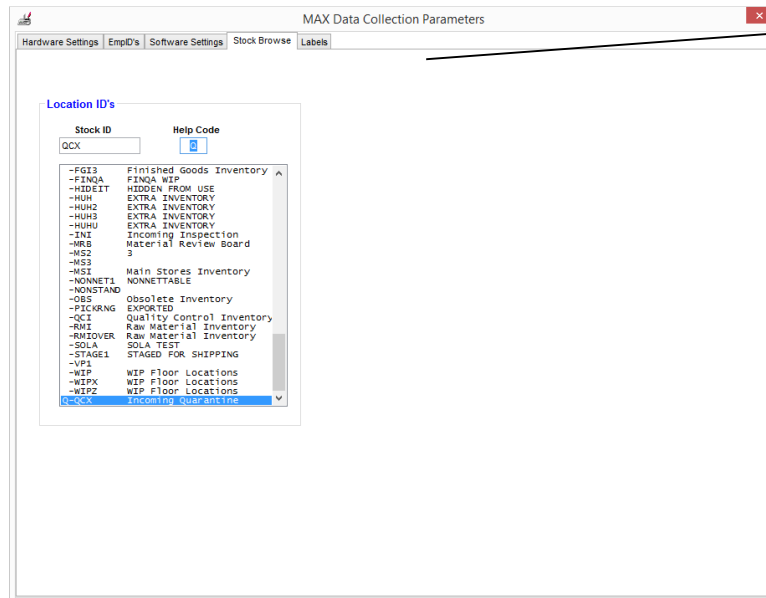 MAX Data Collection Parameters
Hardware Settings EmpID's Software Settings Stock Browse Labels
Location ID's
Stock ID Help Code
QCX Q
-FGI3 Finished Goods Inventory
-FINQA FINQA WIP
-HIDEIT HIDDEN FROM USE
-HUH EXTRA INVENTORY
-HUH2 EXTRA INVENTORY
-HUH3 EXTRA INVENTORY
-HUHU EXTRA INVENTORY
-INI Incoming Inspection
-MRB Material Review Board
-MS2 3
-MS3
-MSI Main Stores Inventory
-NONNET1 NONNETTABLE
-NONSTAND
-OBS Obsolete Inventory
-PICKRNG EXPORTED
-QCI Quality Control Inventory
-RMI Raw Material Inventory
-RMIOVER Raw Material Inventory
-SOLA SOLA TEST
-STAGE1 STAGED FOR SHIPPING
-VP1
-WIP WIP Floor Locations
-WIPX WIP Floor Locations
-WIPZ WIP Floor Locations
Q-QCX Incoming Quarantine